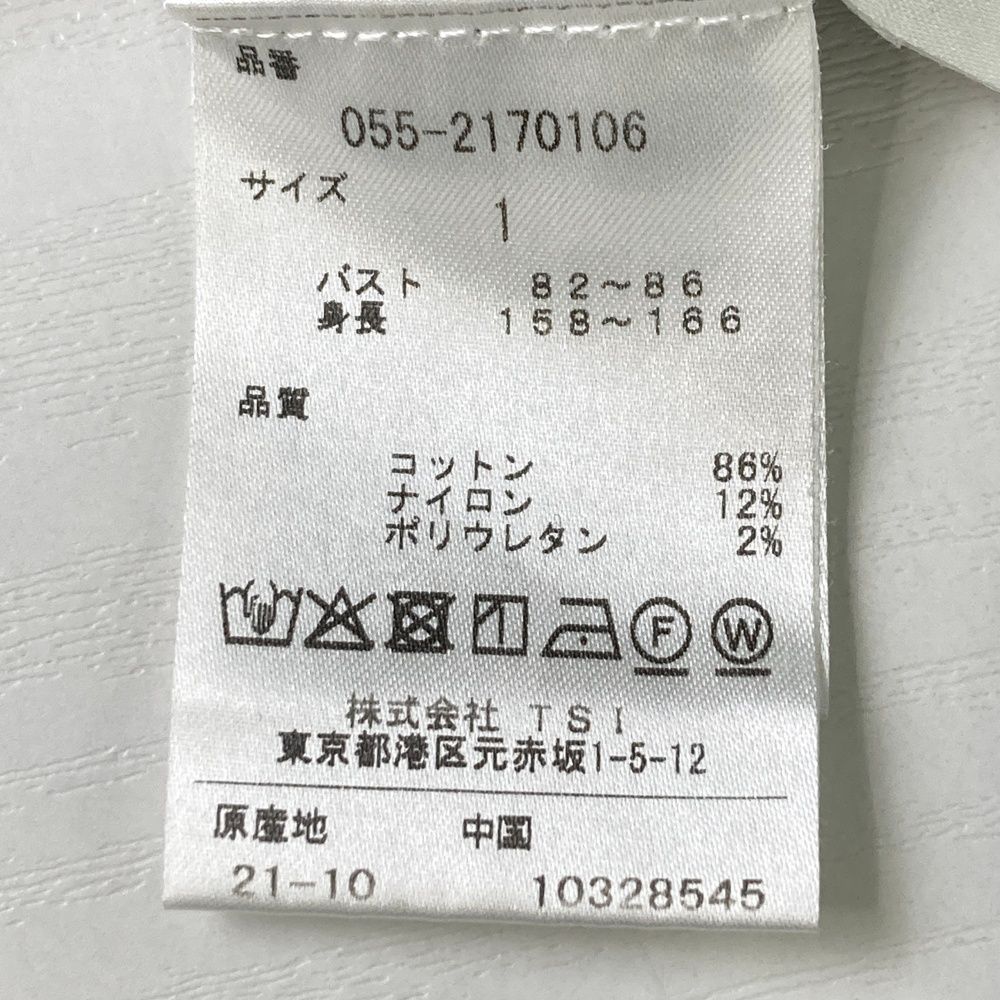 品番
055-2170106
サイズ
1
バスト 82～86
身長 158～166
品質
コットン 86%
ナイロン 12%
ポリウレタン 2%
F W
株式会社 TSI
東京都港区元赤坂1-5-12
原産地 中国
21-10 10328545